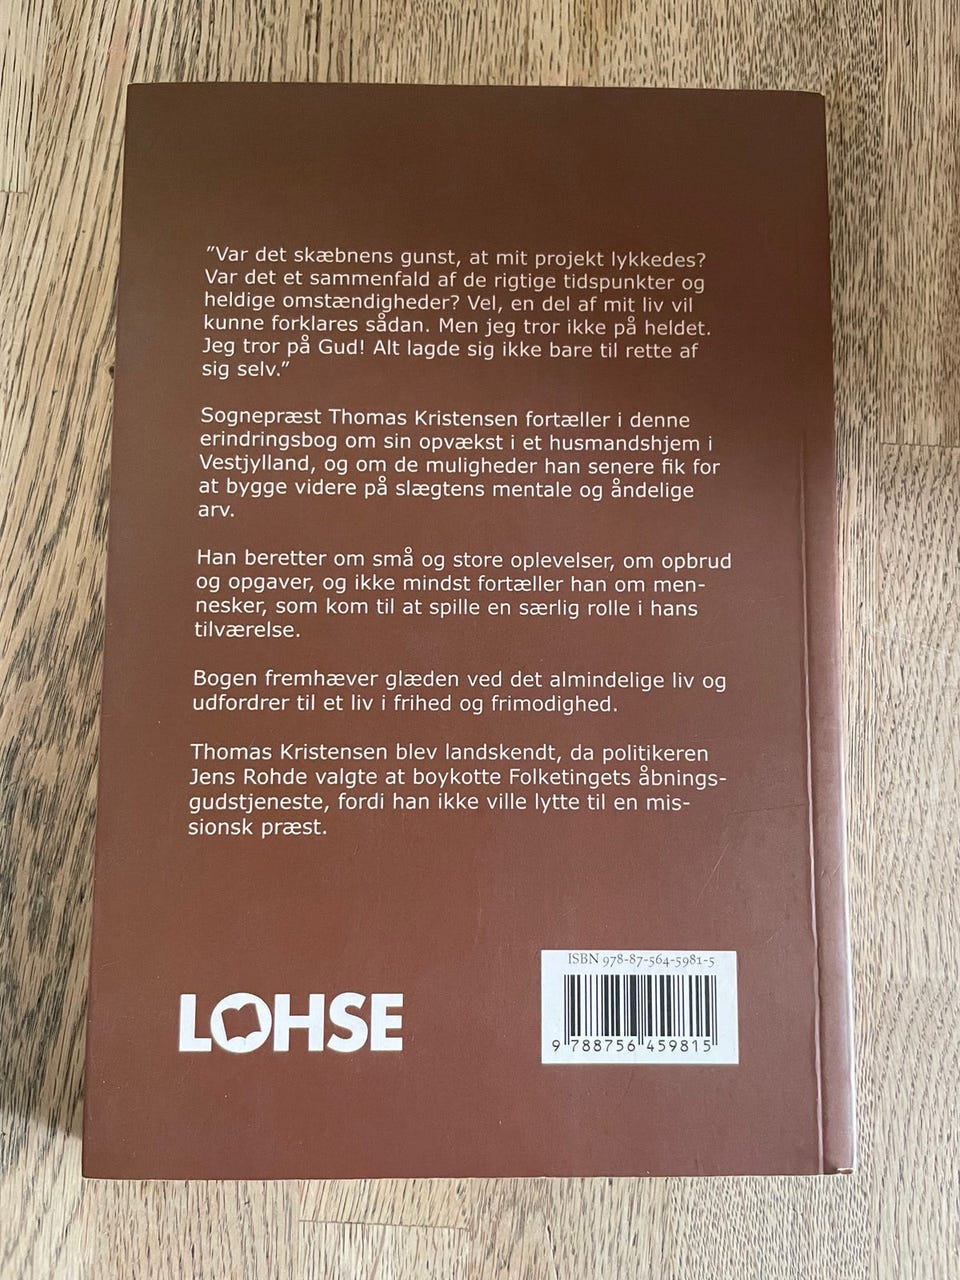 ”Var det skæbnens gunst, at mit projekt lykkedes?
Var det et sammenfald af de rigtige tidspunkter og
heldige omstændigheder? Vel, en del af mit liv vil
kunne forklares sådan. Men jeg tror ikke på heldet.
Jeg tror på Gud! Alt lagde sig ikke bare til rette af
sig selv.”
Sognepræst Thomas Kristensen fortæller i denne
erindringsbog om sin opvækst i et husmandshjem i
Vestjylland, og om de muligheder han senere fik for
at bygge videre på slægtens mentale og åndelige
arv.
Han beretter om små og store oplevelser, om opbrud
og opgaver, og ikke mindst fortæller han om men-
nesker, som kom til at spille en særlig rolle i hans
tilværelse.
Bogen fremhæver glæden ved det almindelige liv og
udfordrer til et liv i frihed og frimodighed.
Thomas Kristensen blev landskendt, da politikeren
Jens Rohde valgte at boykotte Folketingets åbnings-
gudstjeneste, fordi han ikke ville lytte til en mis-
sionsk præst.
LOHSE
ISBN 978-87-564-5981-5
9 788756 459815